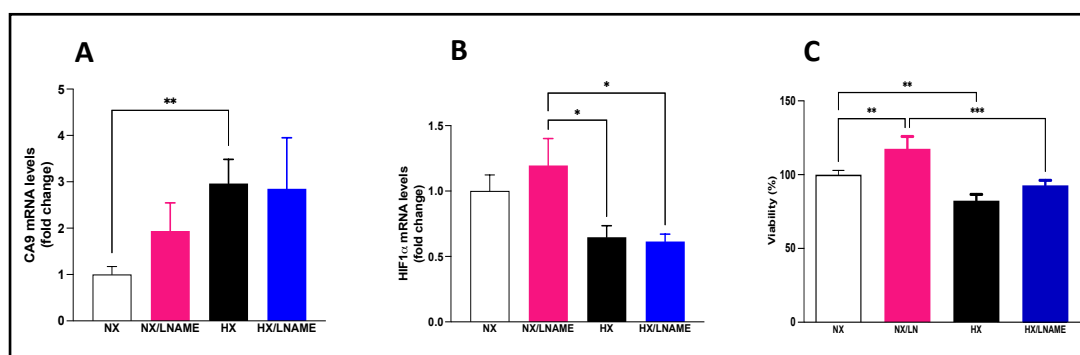 A
CA9 mRNA levels
(fold change)
5
4
3
2
1
0
**
NX NX/LNAME HX HX/LNAME
B
HIF1α mRNA levels
(fold change)
1.5
1.0
0.5
0.0
*
*
NX NX/LNAME HX HX/LNAME
C
Viability (%)
150
100
50
0
**
** ***
NX NX/LN HX HX/LNAME